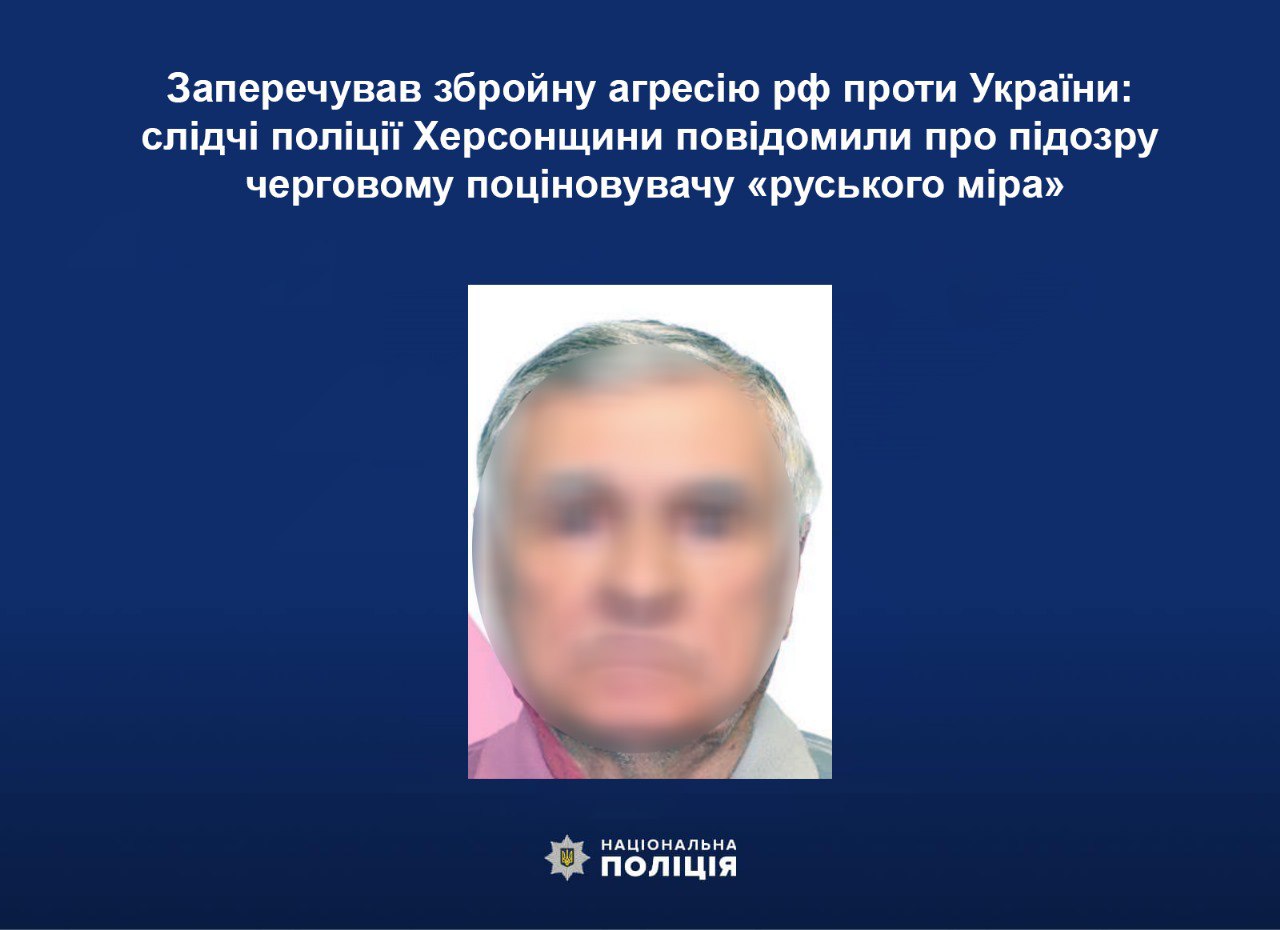 Заперечував збройну агресію рф проти України:
слідчі поліції Херсонщини повідомили про підозру
черговому поціновувачу «руського міра»
НАЦІОНАЛЬНА
ПОЛІЦІЯ